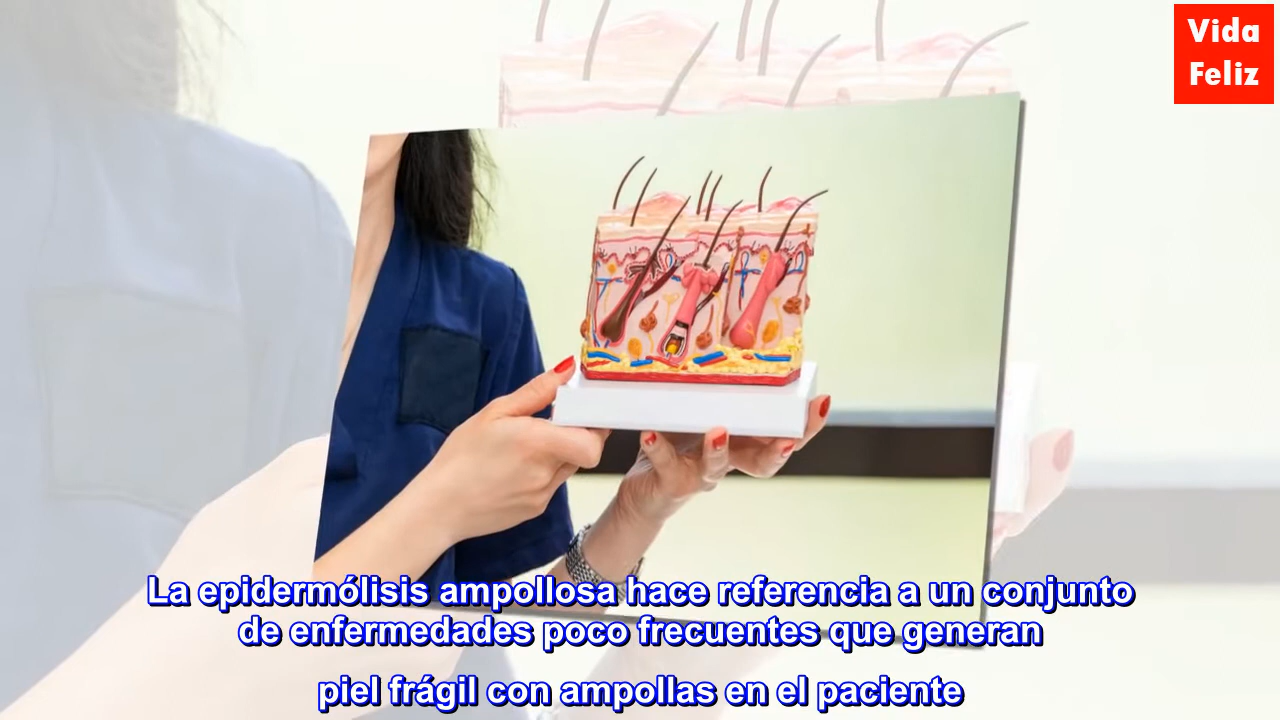 Vida
Feliz
La epidermólisis ampollosa hace referencia a un conjunto
de enfermedades poco frecuentes que generan
piel frágil con ampollas en el paciente